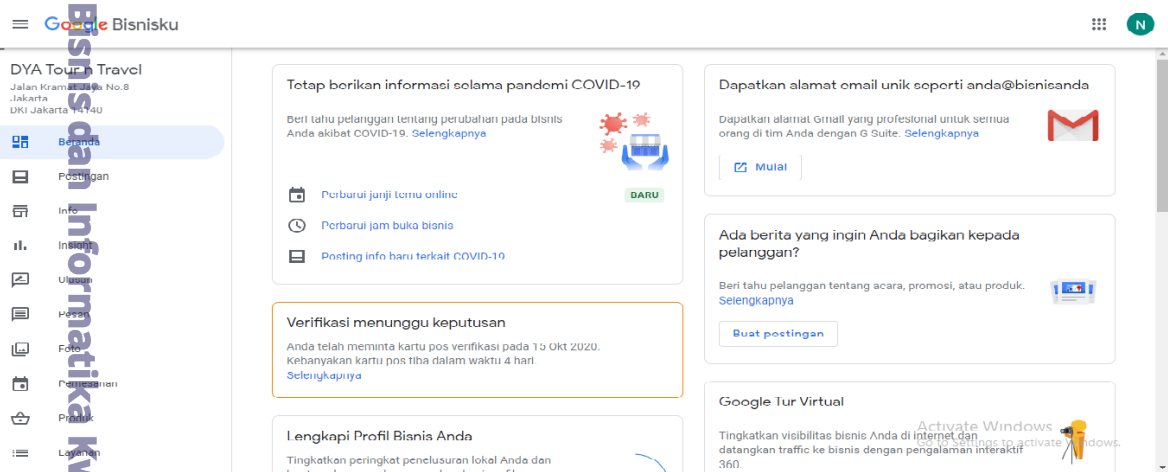 Google Bisnisku
N
DYA Tour n Travel
Jalan Kramat Jaya No.8
Jakarta
DKI Jakarta 14140
Beranda
Postingan
Info
Insight
Ulasan
Pesan
Foto
Pemesanan
Produk
Layanan
Bisnis dan Informatika
Tetap berikan informasi selama pandemi COVID-19
Beri tahu pelanggan tentang perubahan pada bisnis
Anda akibat COVID-19. Selengkapnya
Perbarui janji temu online
BARU
Perbarui jam buka bisnis
Posting info baru terkait COVID-19
Verifikasi menunggu keputusan
Anda telah meminta kartu pos verifikasi pada 15 Okt 2020.
Kebanyakan kartu pos tiba dalam waktu 4 hari.
Selengkapnya
Lengkapi Profil Bisnis Anda
Tingkatkan peringkat penelusuran lokal Anda dan
Dapatkan alamat email unik seperti anda@bisnisanda
Dapatkan alamat Gmail yang profesional untuk semua
orang di tim Anda dengan G Suite. Selengkapnya
Mulai
Ada berita yang ingin Anda bagikan kepada
pelanggan?
Beri tahu pelanggan tentang acara, promosi, atau produk.
Selengkapnya
Buat postingan
Google Tur Virtual
Tingkatkan visibilitas bisnis Anda di internet dan
datangkan traffic ke bisnis dengan pengalaman interaktif
360.
Activate Windows
Go to Settings to activate Windows.